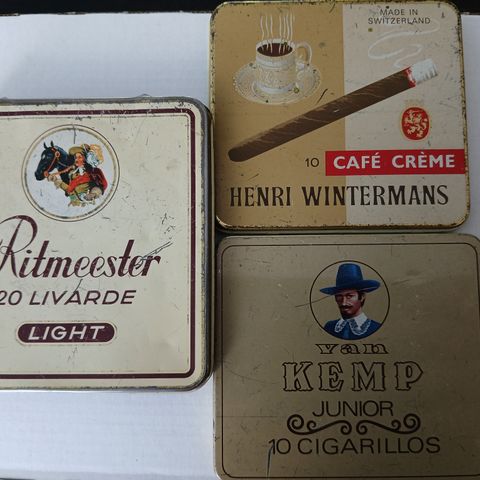 Ritmeester
20 LIVARDE
LIGHT
MADE IN
SWITZERLAND
10 CAFÉ CRÈME
HENRI WINTERMANS
van
KEMP
JUNIOR
10 CIGARILLOS